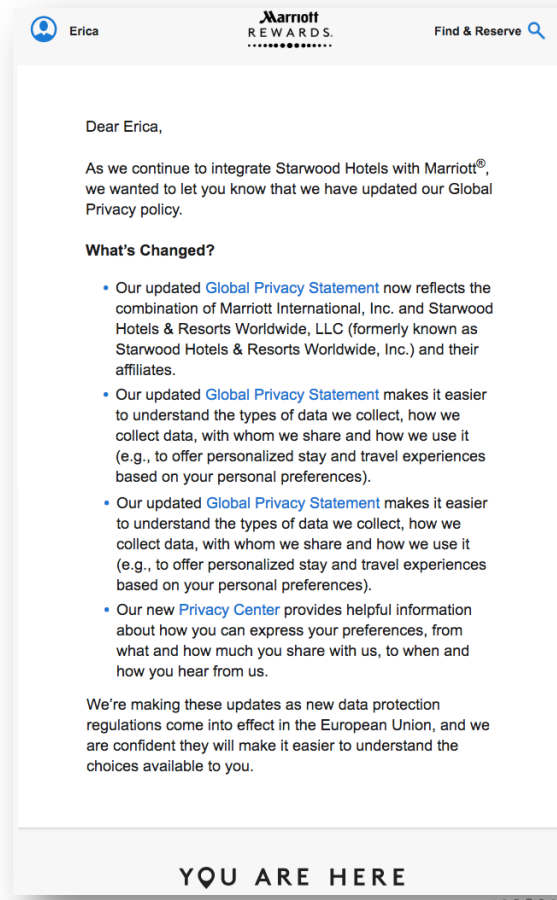 Erica
Marriott
REWARDS.
Find & Reserve
Dear Erica,
As we continue to integrate Starwood Hotels with Marriott®,
we wanted to let you know that we have updated our Global
Privacy policy.
What's Changed?
• Our updated Global Privacy Statement now reflects the
combination of Marriott International, Inc. and Starwood
Hotels & Resorts Worldwide, LLC (formerly known as
Starwood Hotels & Resorts Worldwide, Inc.) and their
affiliates.
• Our updated Global Privacy Statement makes it easier
to understand the types of data we collect, how we
collect data, with whom we share and how we use it
(e.g., to offer personalized stay and travel experiences
based on your personal preferences).
• Our updated Global Privacy Statement makes it easier
to understand the types of data we collect, how we
collect data, with whom we share and how we use it
(e.g., to offer personalized stay and travel experiences
based on your personal preferences).
• Our new Privacy Center provides helpful information
about how you can express your preferences, from
what and how much you share with us, to when and
how you hear from us.
We're making these updates as new data protection
regulations come into effect in the European Union, and we
are confident they will make it easier to understand the
choices available to you.
YOU ARE HERE